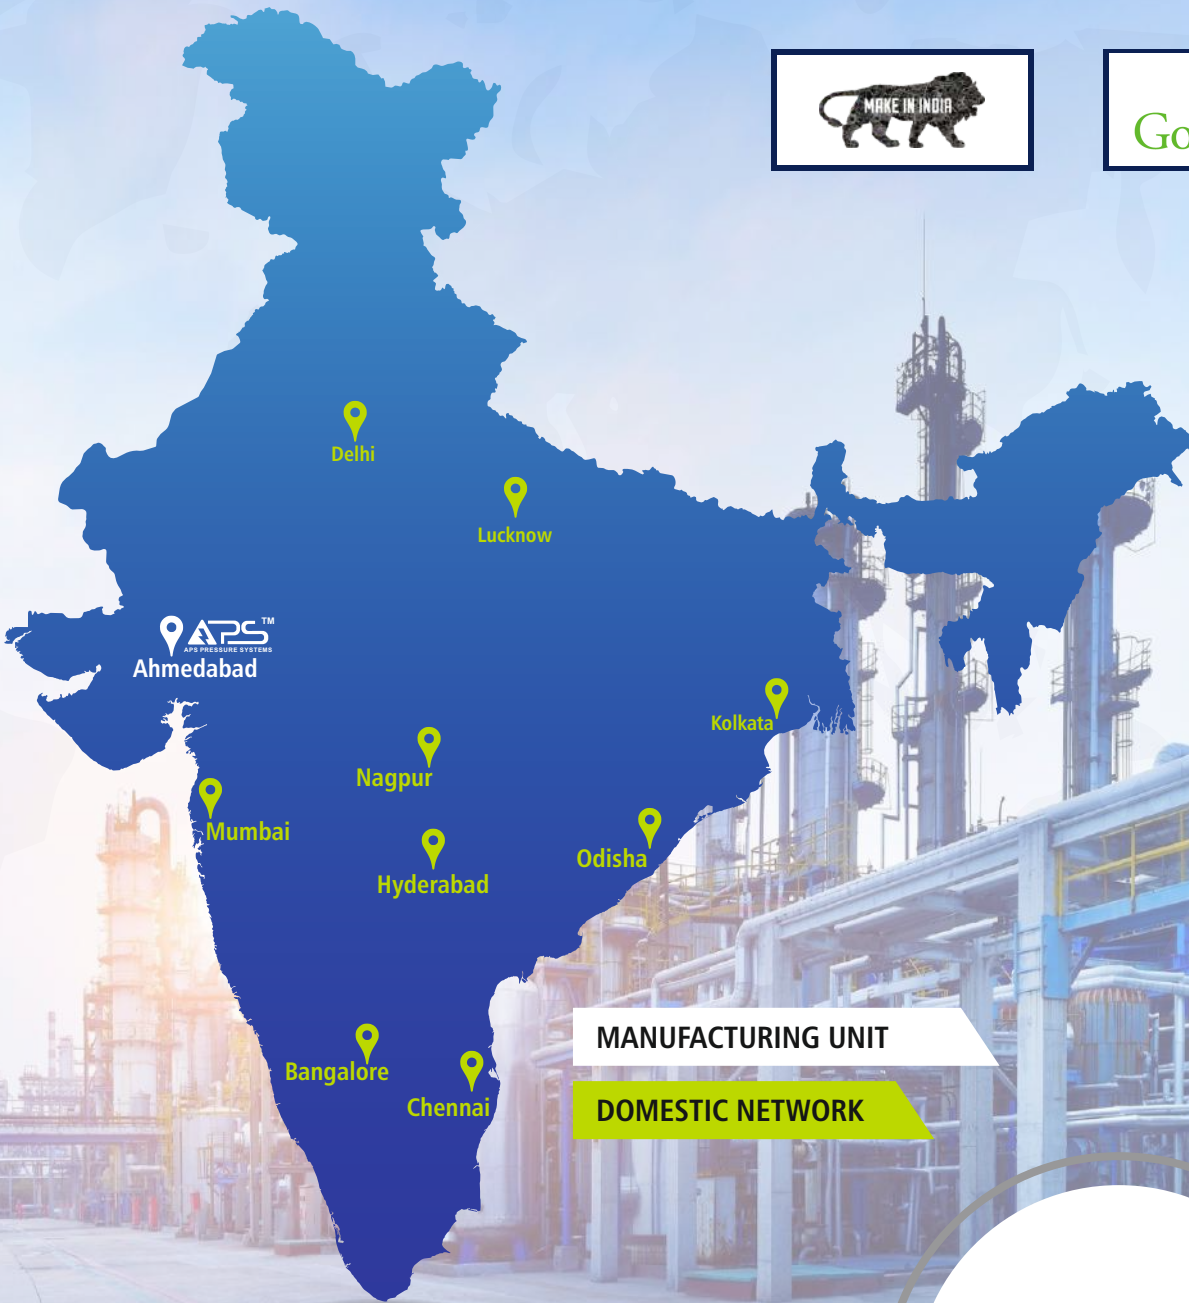 MAKE IN INDIA
Go
Delhi
Lucknow
APS™
APS PRESSURE SYSTEMS
Ahmedabad
Kolkata
Nagpur
Mumbai
Odisha
Hyderabad
MANUFACTURING UNIT
Bangalore
Chennai
DOMESTIC NETWORK